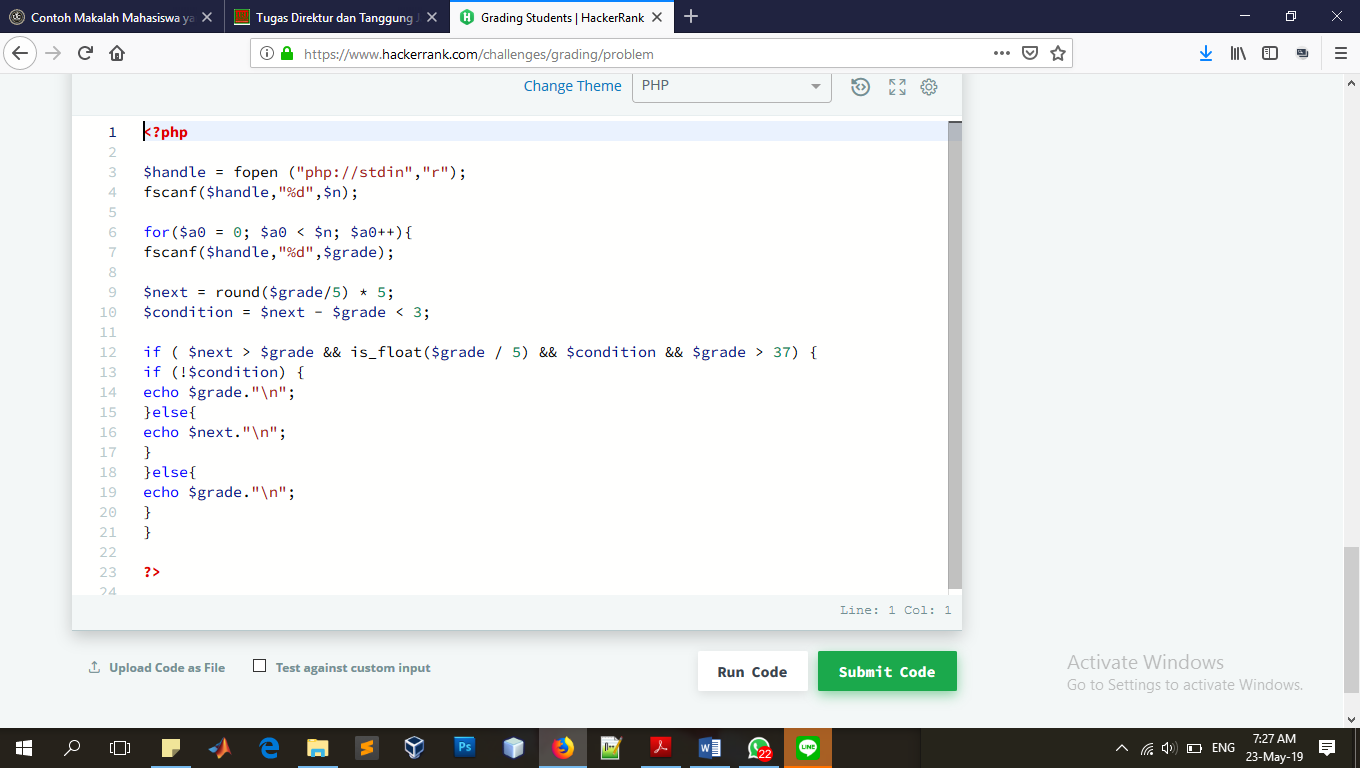 Contoh Makalah Mahasiswa ya
Tugas Direktur dan Tanggung J
Grading Students | HackerRank
https://www.hackerrank.com/challenges/grading/problem
Change Theme PHP
1 <?php
2
3 $handle = fopen ("php://stdin","r");
4 fscanf($handle,"%d",$n);
5
6 for($a0 = 0; $a0 < $n; $a0++){
7 fscanf($handle,"%d",$grade);
8
9 $next = round($grade/5) * 5;
10 $condition = $next - $grade < 3;
11
12 if ( $next > $grade && is_float($grade / 5) && $condition && $grade > 37) {
13 if (!$condition) {
14 echo $grade."\n";
15 }else{
16 echo $next."\n";
17 }
18 }else{
19 echo $grade."\n";
20 }
21 }
22
23 ?>
24
Line: 1 Col: 1
Upload Code as File Test against custom input Run Code Submit Code
Activate Windows
Go to Settings to activate Windows.
Ps
W
22
LINE
ENG
7:27 AM
23-May-19